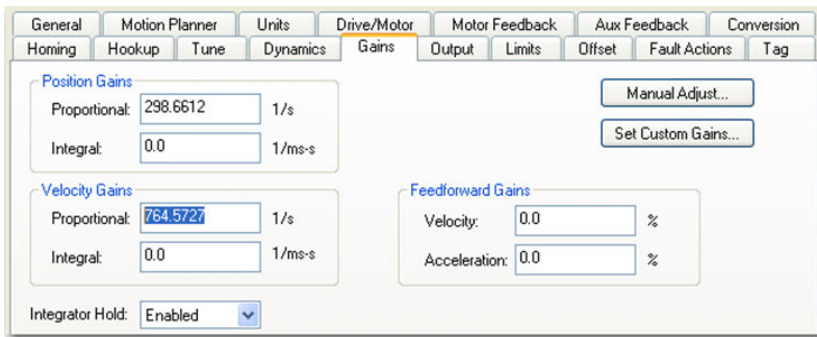 General Motion Planner Units Drive/Motor Motor Feedback Aux Feedback Conversion
Homing Hookup Tune Dynamics Gains Output Limits Offset Fault Actions Tag
Position Gains
Proportional: 298.6612 1/s
Integral: 0.0 1/ms-s
Manual Adjust...
Set Custom Gains...
Velocity Gains
Proportional: 764.5727 1/s
Integral: 0.0 1/ms-s
Feedforward Gains
Velocity: 0.0 %
Acceleration: 0.0 %
Integrator Hold: Enabled